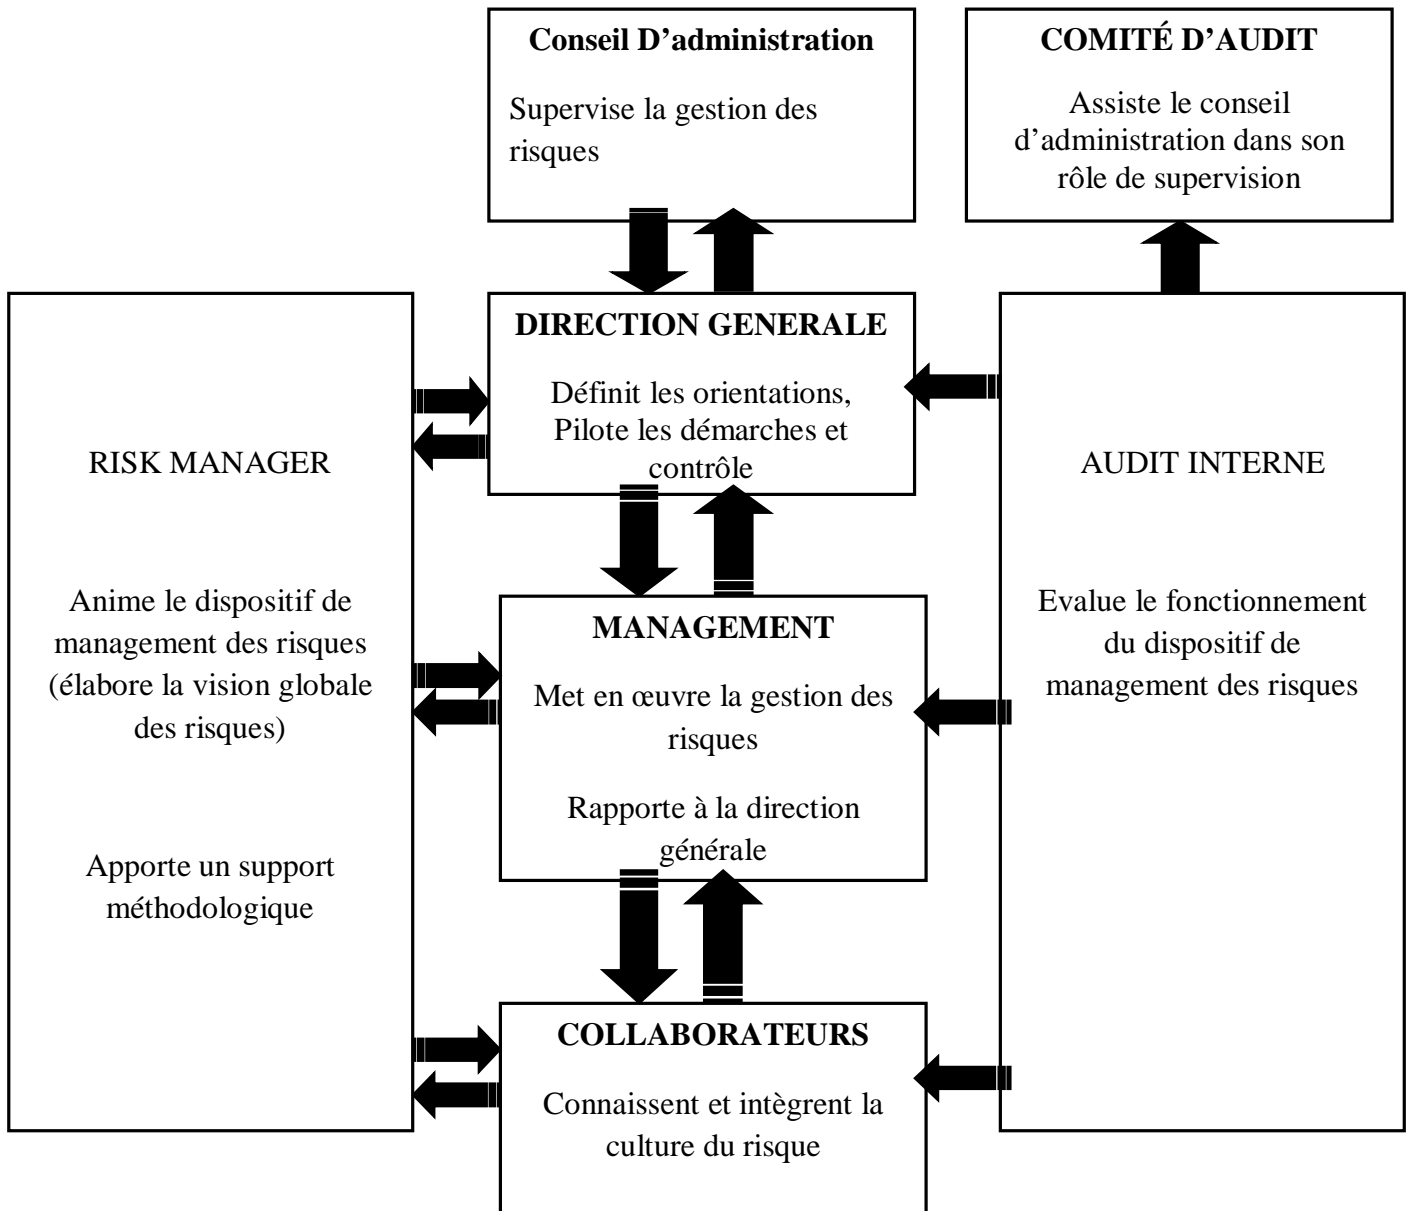 Conseil D’administration
Supervise la gestion des
risques
COMITÉ D’AUDIT
Assiste le conseil
d’administration dans son
rôle de supervision
RISK MANAGER
Anime le dispositif de
management des risques
(élabore la vision globale
des risques)
Apporte un support
méthodologique
DIRECTION GENERALE
Définit les orientations,
Pilote les démarches et
contrôle
MANAGEMENT
Met en œuvre la gestion des
risques
Rapporte à la direction
générale
COLLABORATEURS
Connaissent et intègrent la
culture du risque
AUDIT INTERNE
Evalue le fonctionnement
du dispositif de
management des risques